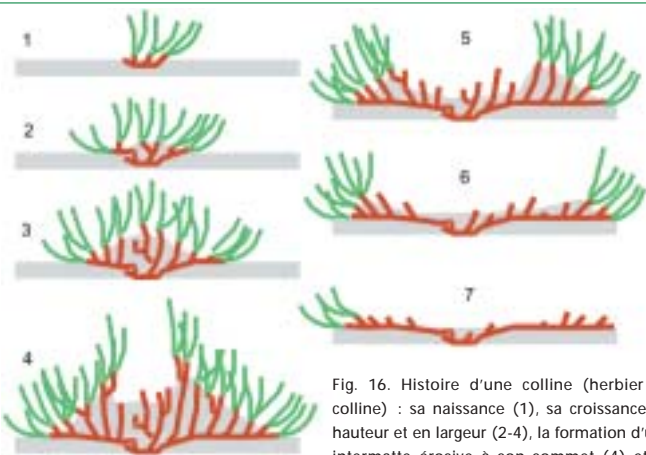 1
2
3
4
5
6
7
Fig. 16. Histoire d'une colline (herbier
colline) : sa naissance (1), sa croissance
hauteur et en largeur (2-4), la formation d'u
intermatte érosive à son sommet (4) et